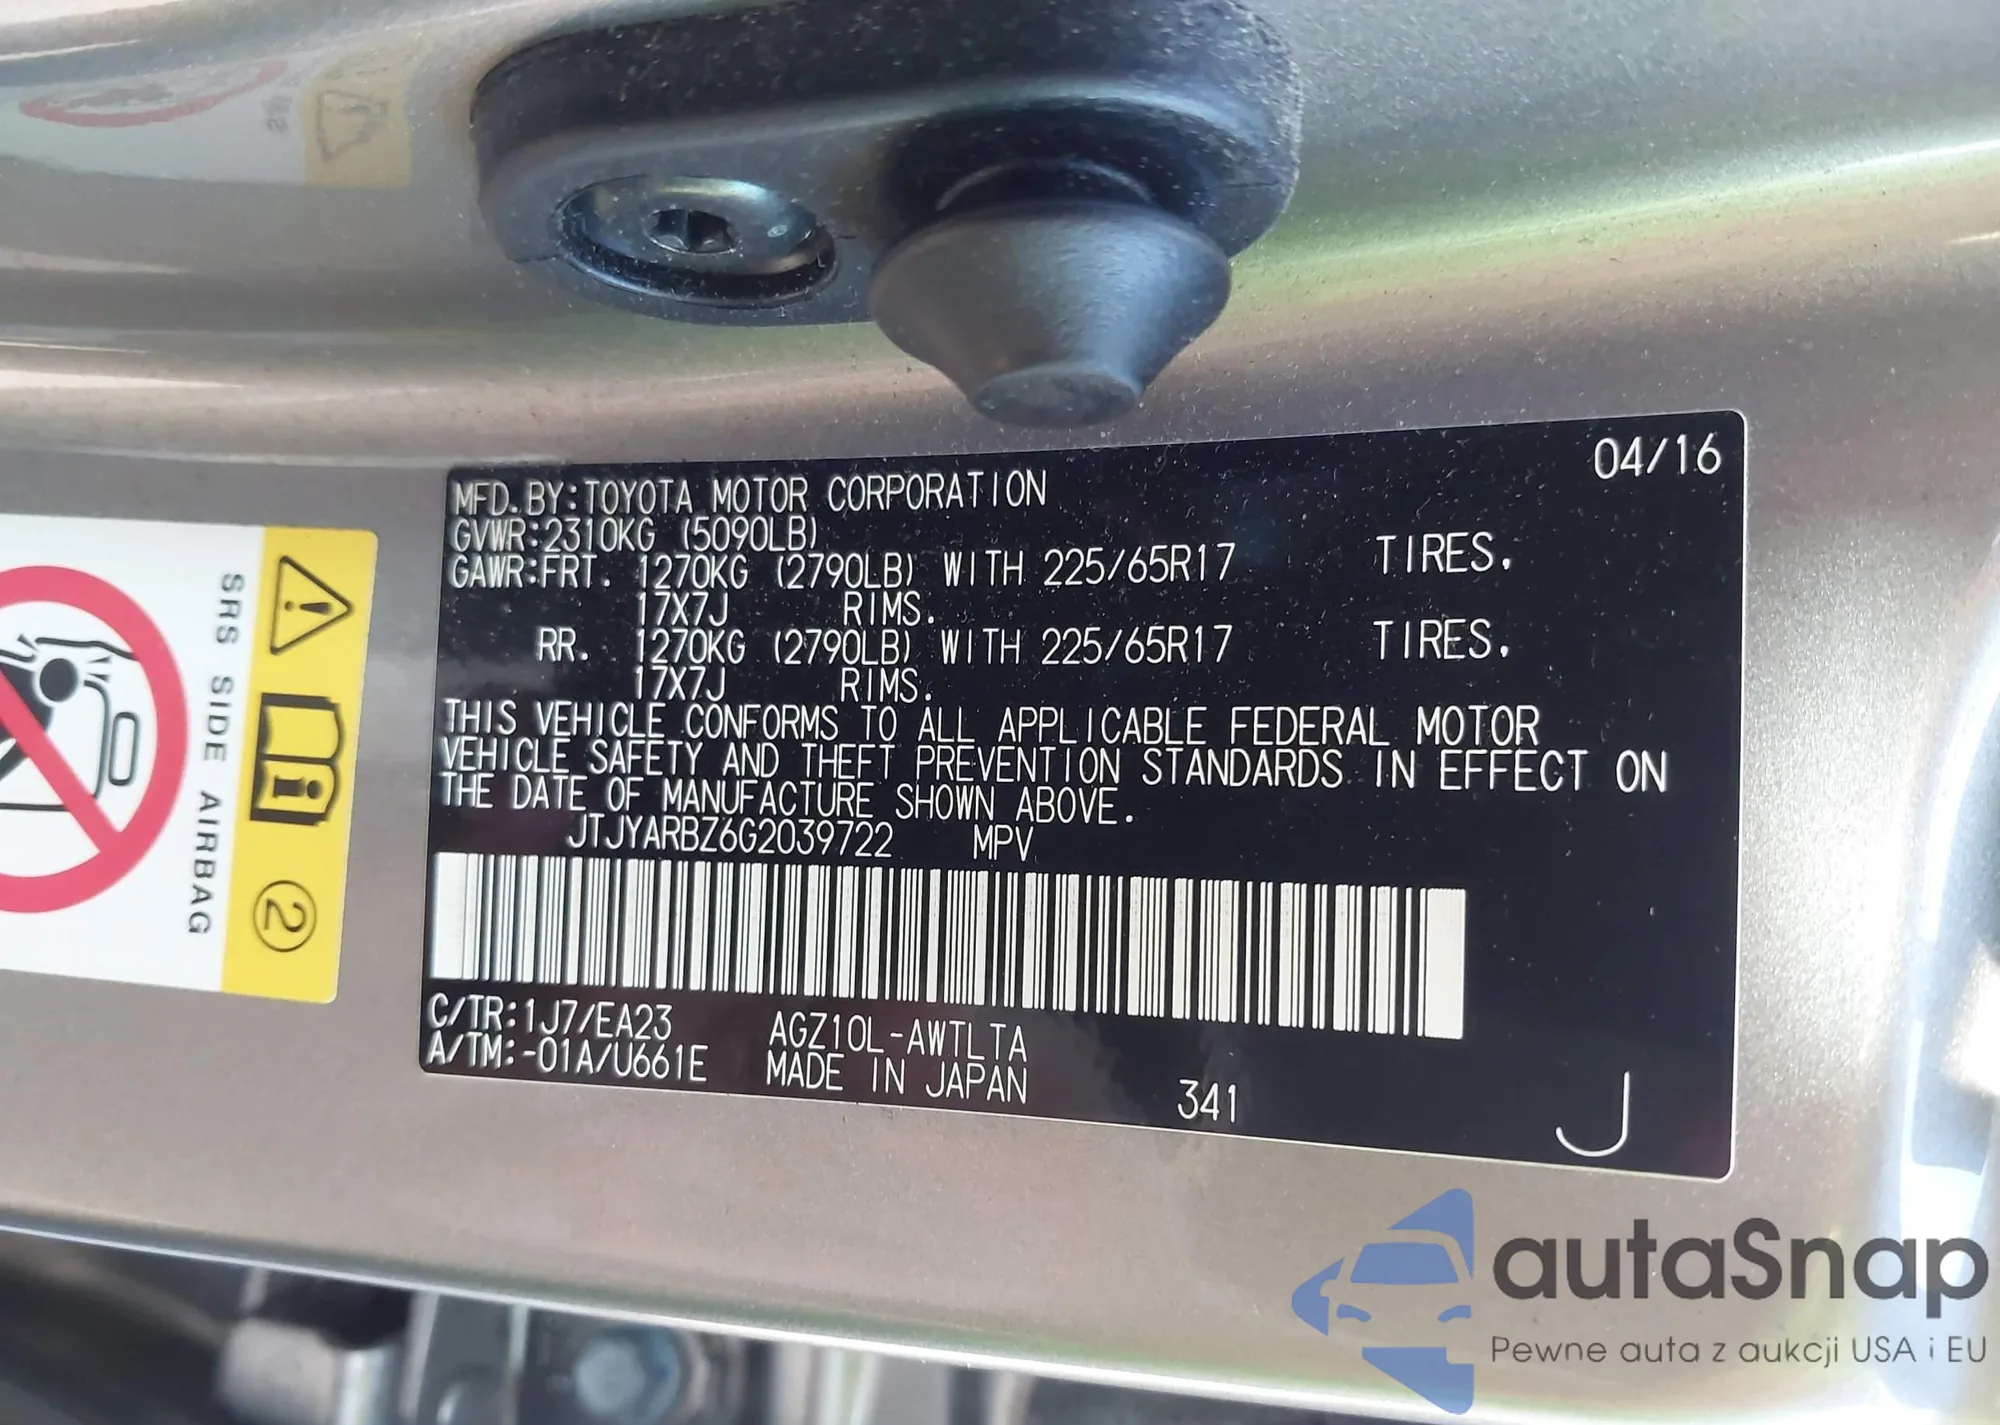 04/16
MFD. BY:TOYOTA MOTOR CORPORATION
GVWR:2310KG (5090LB)
GAWR:FRT. 1270KG (2790LB) WITH 225/65R17 TIRES.
17X7J RIMS.
RR. 1270KG (2790LB) WITH 225/65R17 TIRES.
17X7J RIMS.
THIS VEHICLE CONFORMS TO ALL APPLICABLE FEDERAL MOTOR
VEHICLE SAFETY AND THEFT PREVENTION STANDARDS IN EFFECT ON
THE DATE OF MANUFACTURE SHOWN ABOVE.
JTJYARBZ6G2039722 MPV
C/TR:1J7/EA23 AGZ10L-AWTLTA
A/TM:-01A/U661E MADE IN JAPAN 341 J
SRS SIDE AIRBAG
2
autaSnap
Pewne auta z aukcji USA i EU